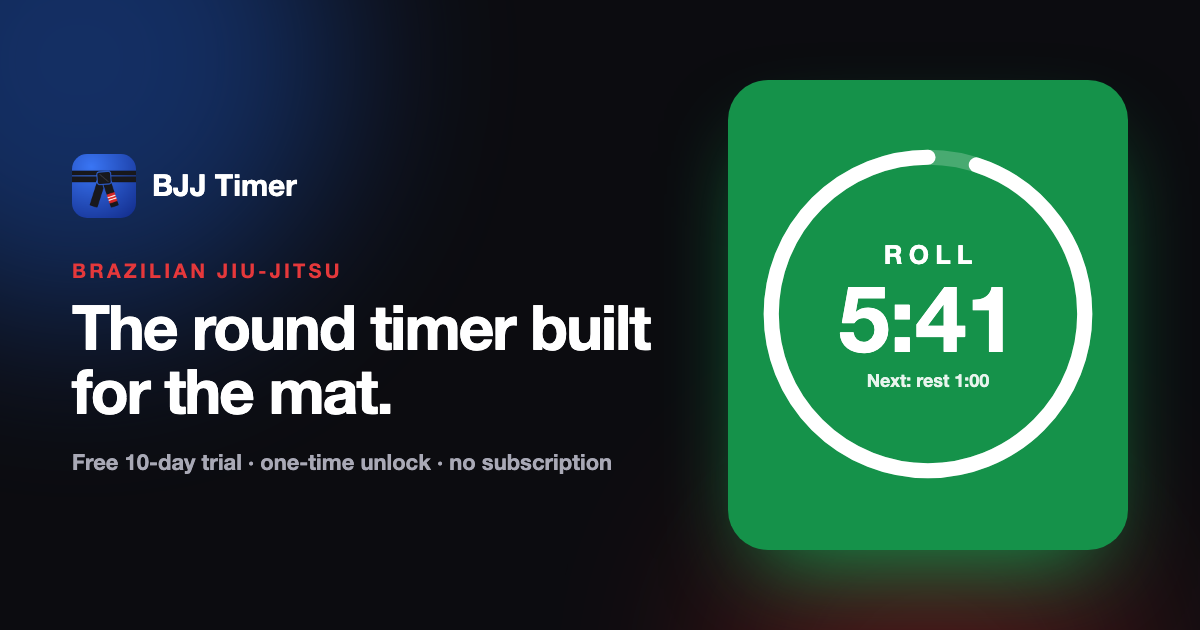 BJJ Timer
BRAZILIAN JIU-JITSU
The round timer built
for the mat.
Free 10-day trial · one-time unlock · no subscription
ROLL
5:41
Next: rest 1:00